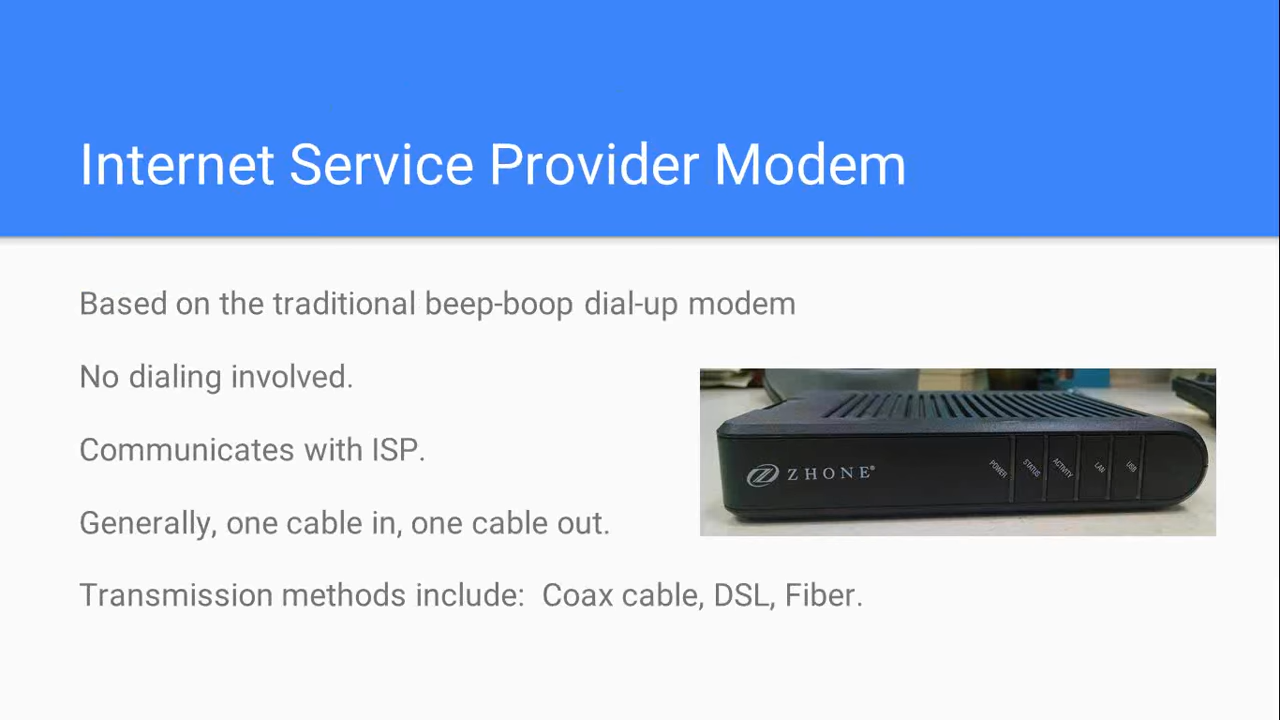 Internet Service Provider Modem
Based on the traditional beep-boop dial-up modem
No dialing involved.
Communicates with ISP.
Generally, one cable in, one cable out.
Transmission methods include:  Coax cable, DSL, Fiber.
ZHONE®
POWER
STATUS
ACTIVITY
LAN
USB